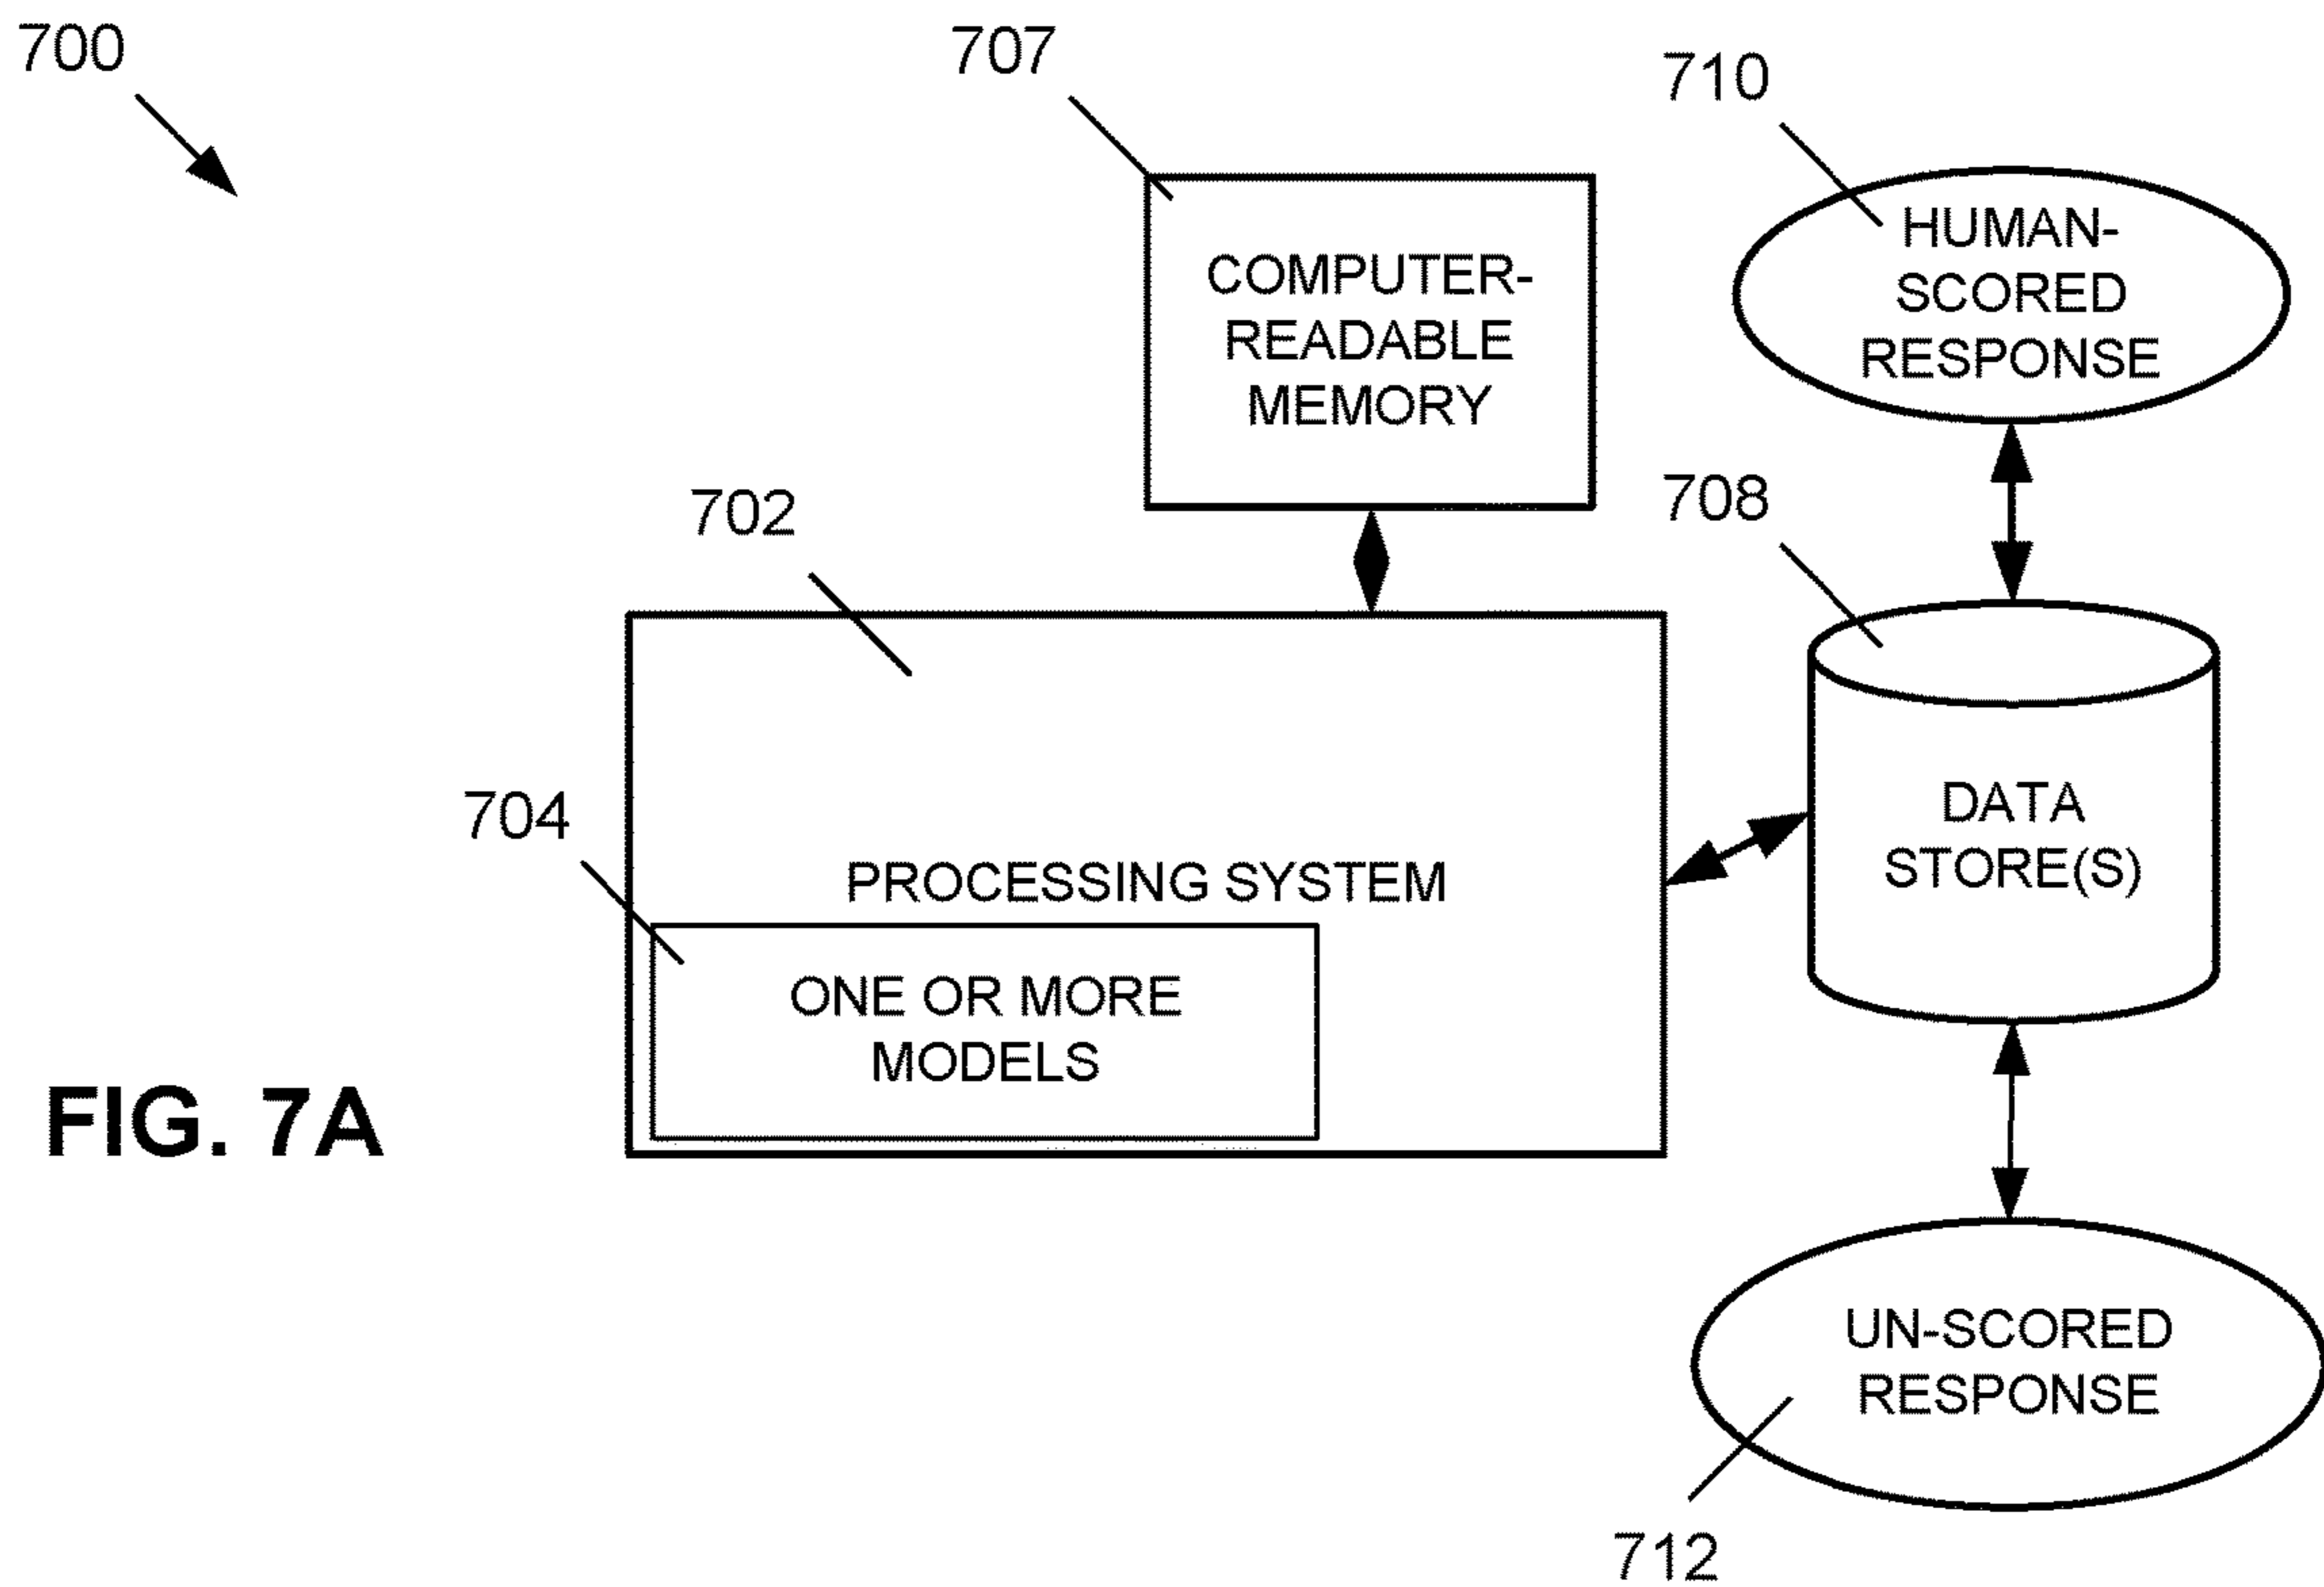 700
707
710
COMPUTER-
READABLE
MEMORY
HUMAN-
SCORED
RESPONSE
702
708
704
PROCESSING SYSTEM
ONE OR MORE
MODELS
DATA
STORE(S)
FIG. 7A
UN-SCORED
RESPONSE
712